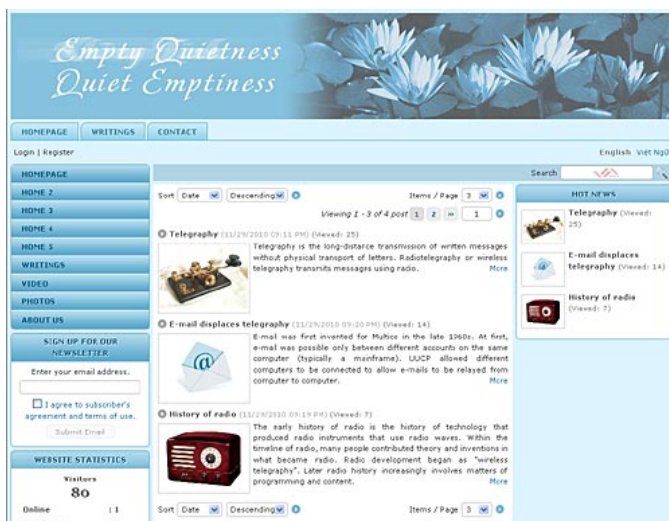 Empty Quietness
Quiet Emptiness
HOMEPAGE WRITINGS CONTACT
Login | Register
English Việt Ngữ
Search
HOMEPAGE
HOME 2
HOME 3
HOME 4
HOME 5
WRITINGS
VIDEO
PHOTOS
ABOUT US
SIGN UP FOR OUR
NEWSLETTER
Enter your email address.
I agree to subscriber's
agreement and terms of use.
Submit Email
WEBSITE STATISTICS
Visitors
80
Online : 1
Sort Date Descending Items / Page 3
Viewing 1 - 3 of 4 post 1 2 » 1
Telegraphy (11/29/2010 09:11 PM) (Viewed: 25)
Telegraphy is the long-distance transmission of written messages
without physical transport of letters. Radiotelegraphy or wireless
telegraphy transmits messages using radio.
More
E-mail displaces telegraphy (11/29/2010 09:20 PM) (Viewed: 14)
E-mail was first invented for Multics in the late 1960s. At first,
e-mail was possible only between different accounts on the same
computer (typically a mainframe). UUCP allowed different
computers to be connected to allow e-mails to be relayed from
computer to computer. More
History of radio (11/29/2010 09:19 PM) (Viewed: 7)
The early history of radio is the history of technology that
produced radio instruments that use radio waves. Within the
timeline of radio, many people contributed theory and inventions in
what became radio. Radio development began as "wireless
telegraphy". Later radio history increasingly involves matters of
programming and content. More
Sort Date Descending Items / Page 3
HOT NEWS
Telegraphy (Viewed:
25)
E-mail displaces
telegraphy (Viewed: 14)
History of radio
(Viewed: 7)